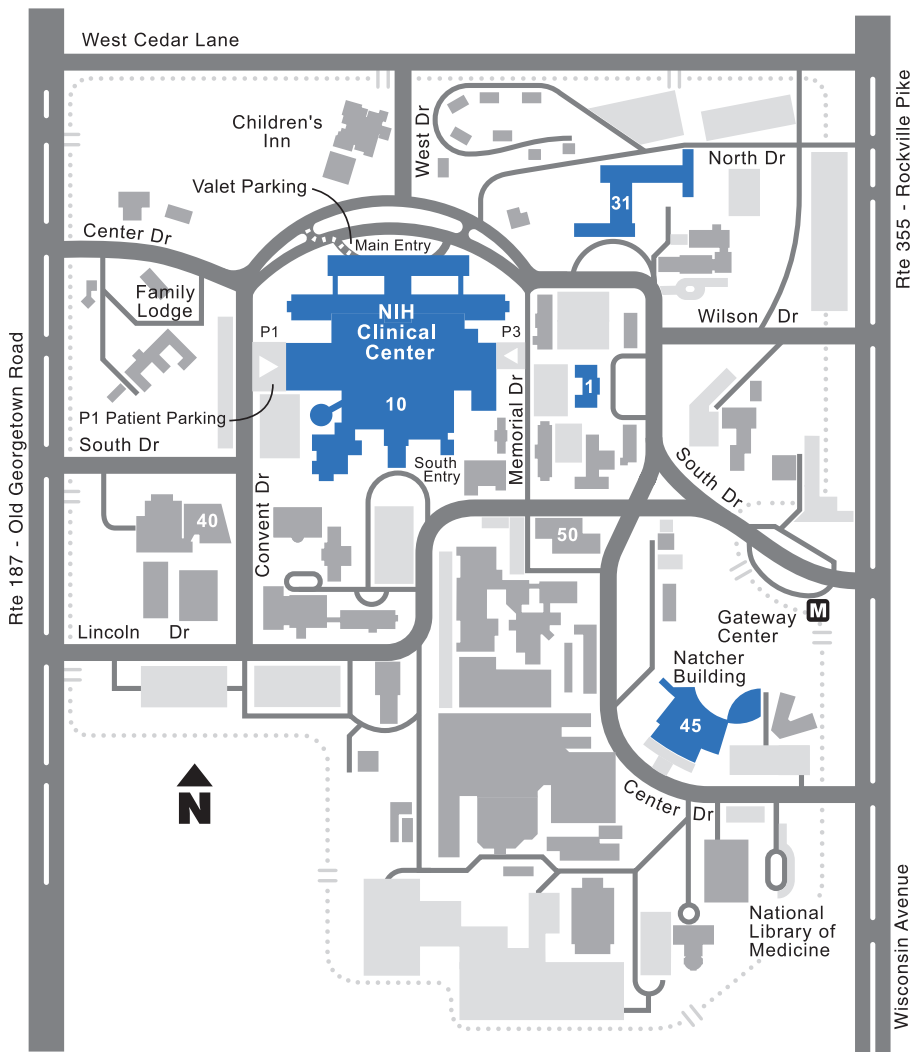 West Cedar Lane
Rte 355 - Rockville Pike
Children's
Inn
West Dr
North Dr
Valet Parking
31
Center Dr
Main Entry
Family
Lodge
NIH
Clinical
Center
Wilson Dr
P1
P3
10
1
Memorial Dr
P1 Patient Parking
South Dr
South
Entry
South Dr
Rte 187 - Old Georgetown Road
Convent Dr
40
50
M
Gateway
Center
Lincoln Dr
Natcher
Building
45
N
Center Dr
National
Library of
Medicine
Wisconsin Avenue